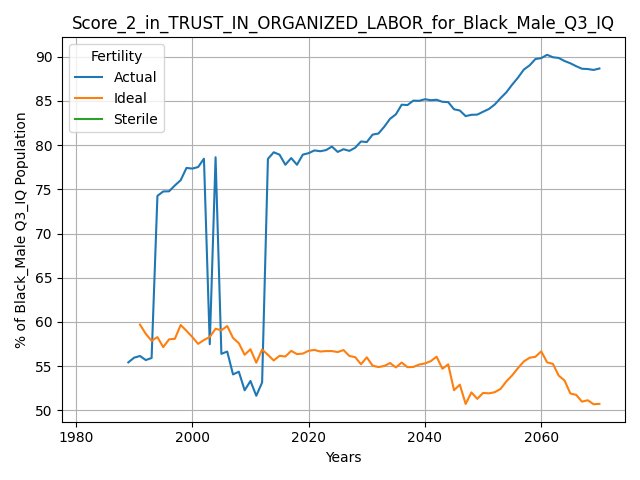 Score_2_in_TRUST_IN_ORGANIZED_LABOR_for_Black_Male_Q3_IQ
Fertility
Actual
Ideal
Sterile
% of Black_Male Q3_IQ Population
90
85
80
75
70
65
60
55
50
1980
2000
2020
2040
2060
Years